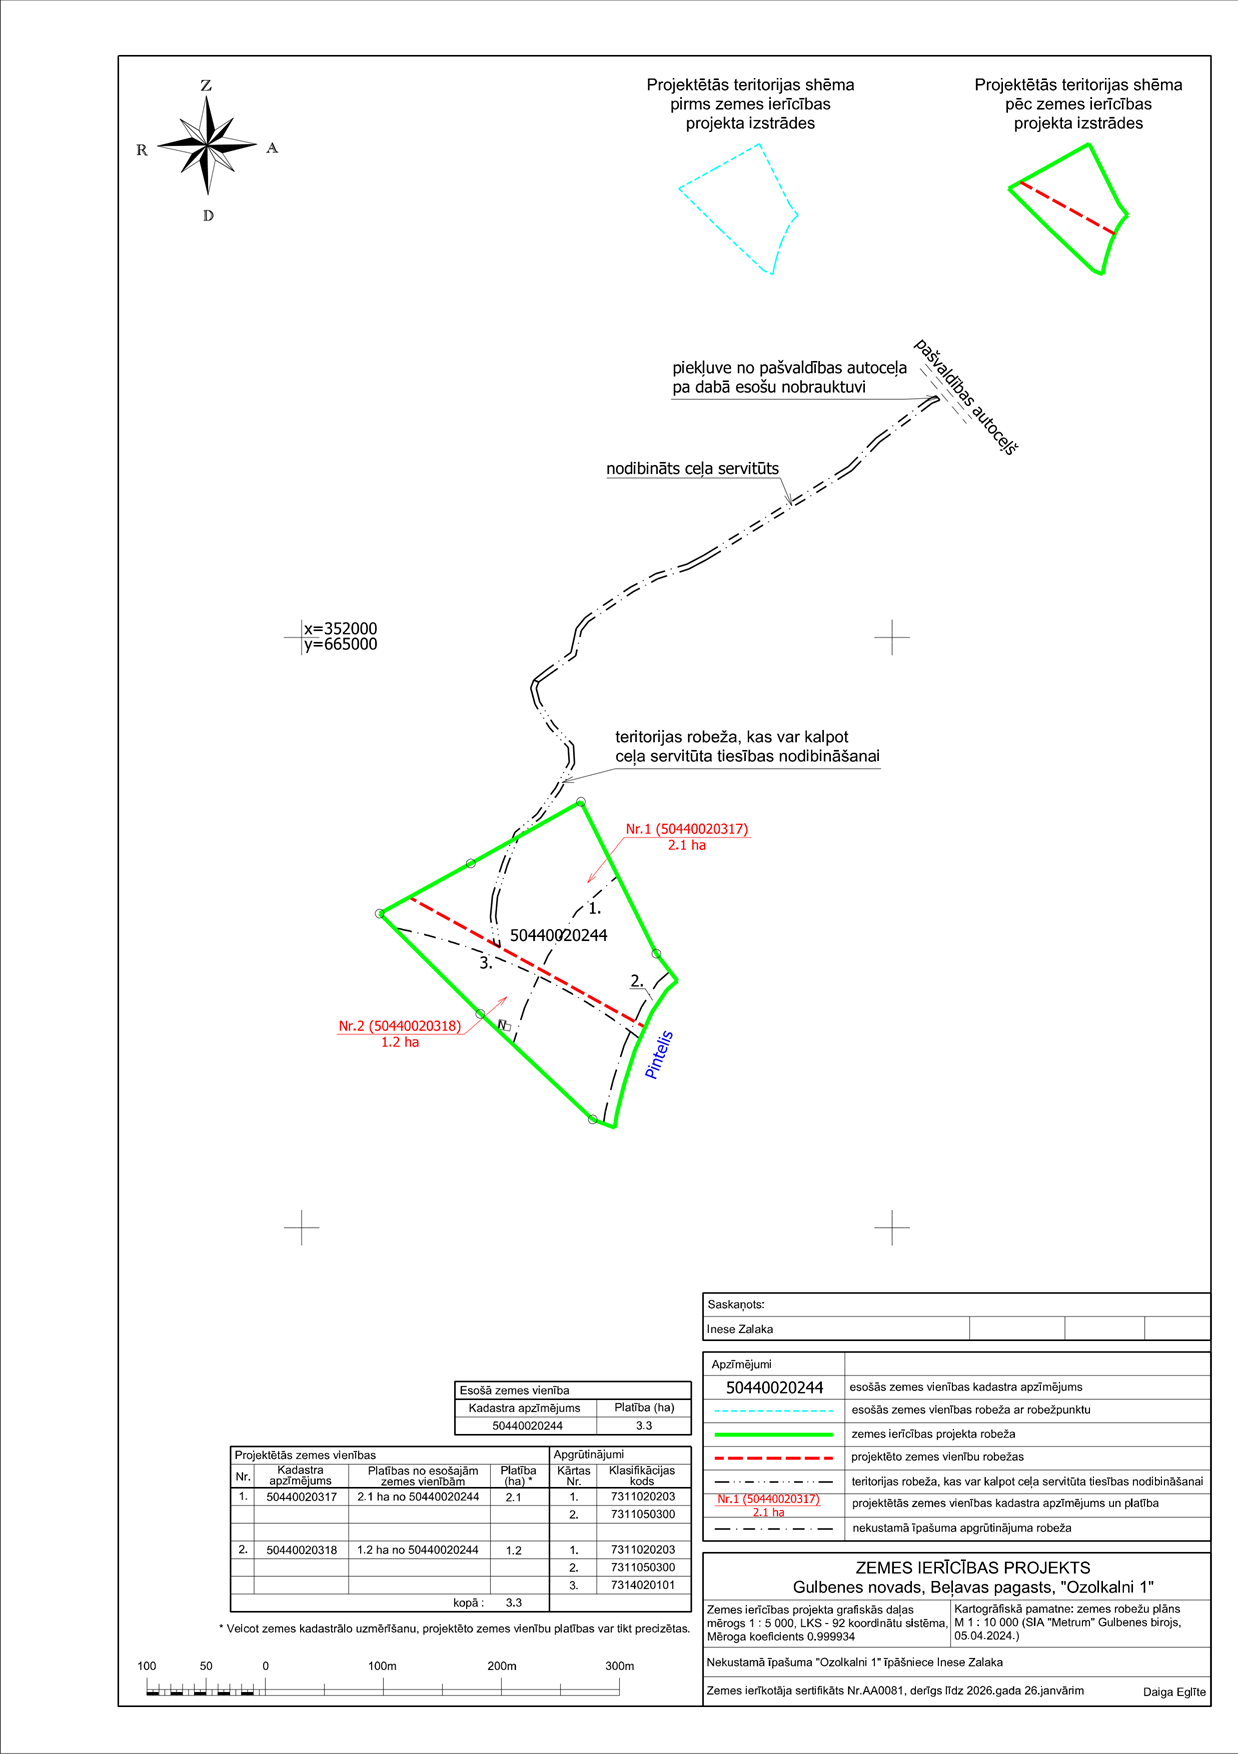 Z
R
A
D
Projektētās teritorijas shēma
pirms zemes ierīcības
projekta izstrādes
Projektētās teritorijas shēma
pēc zemes ierīcības
projekta izstrādes
piekļuve no pašvaldības autoceļa
pa dabā esošu nobrauktuvi
pašvaldības autoceļš
nodibināts ceļa servitūts
x=352000
y=665000
teritorijas robeža, kas var kalpot
ceļa servitūta tiesības nodibināšanai
Nr.1 (50440020317)
2.1 ha
1.
50440020244
3.
2.
Nr.2 (50440020318)
1.2 ha
Pintelis
Saskaņots:
Inese Zalaka
Apzīmējumi
50440020244 esošās zemes vienības kadastra apzīmējums
esošās zemes vienības robeža ar robežpunktu
zemes ierīcības projekta robeža
projektēto zemes vienību robežas
teritorijas robeža, kas var kalpot ceļa servitūta tiesības nodibināšanai
Nr.1 (50440020317)
2.1 ha
projektētās zemes vienības kadastra apzīmējums un platība
nekustamā īpašuma apgrūtinājuma robeža
Esošā zemes vienība
Kadastra apzīmējums Platība (ha)
50440020244 3.3
Projektētās zemes vienības Apgrūtinājumi
Nr. Kadastra apzīmējums Platības no esošajām zemes vienībām Platība (ha) * Kārtas Nr. Klasifikācijas kods
1. 50440020317 2.1 ha no 50440020244 2.1 1. 7311020203
2. 7311050300
2. 50440020318 1.2 ha no 50440020244 1.2 1. 7311020203
2. 7311050300
3. 7314020101
kopā : 3.3
* Veicot zemes kadastrālo uzmērīšanu, projektēto zemes vienību platības var tikt precizētas.
100 50 0 100m 200m 300m
ZEMES IERĪCĪBAS PROJEKTS
Gulbenes novads, Beļavas pagasts, "Ozolkalni 1"
Zemes ierīcības projekta grafiskās daļas
mērogs 1 : 5 000, LKS - 92 koordinātu sistēma,
Mēroga koeficients 0.999934
Kartogrāfiskā pamatne: zemes robežu plāns
M 1 : 10 000 (SIA "Metrum" Gulbenes birojs,
05.04.2024.)
Nekustamā īpašuma "Ozolkalni 1" īpašniece Inese Zalaka
Zemes ierīkotāja sertifikāts Nr.AA0081, derīgs līdz 2026.gada 26.janvārim Daiga Eglīte